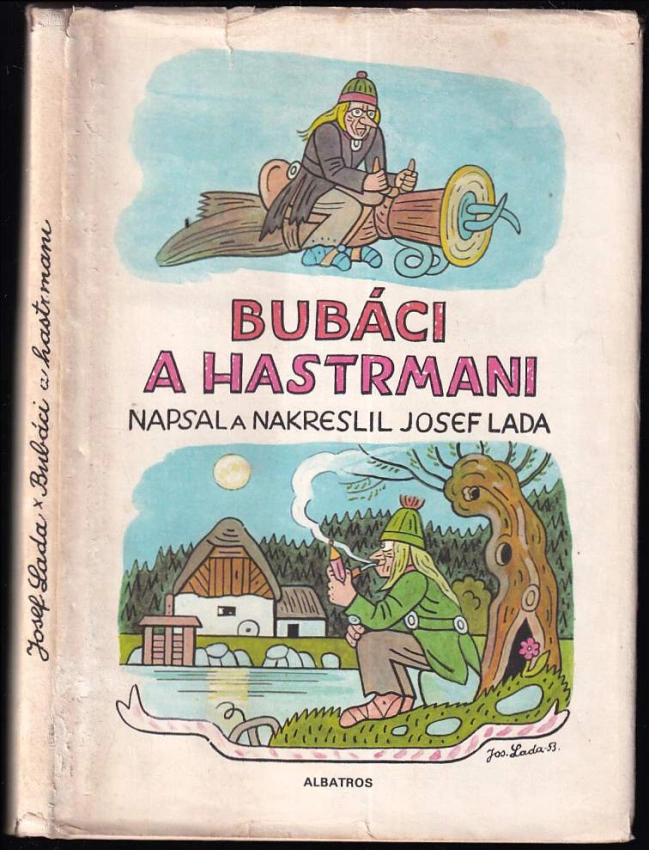 Josef Lada × Bubáci a hastrmani
BUBÁCI
A HASTRMANI
NAPSAL A NAKRESLIL JOSEF LADA
Jos. Lada-53.
ALBATROS